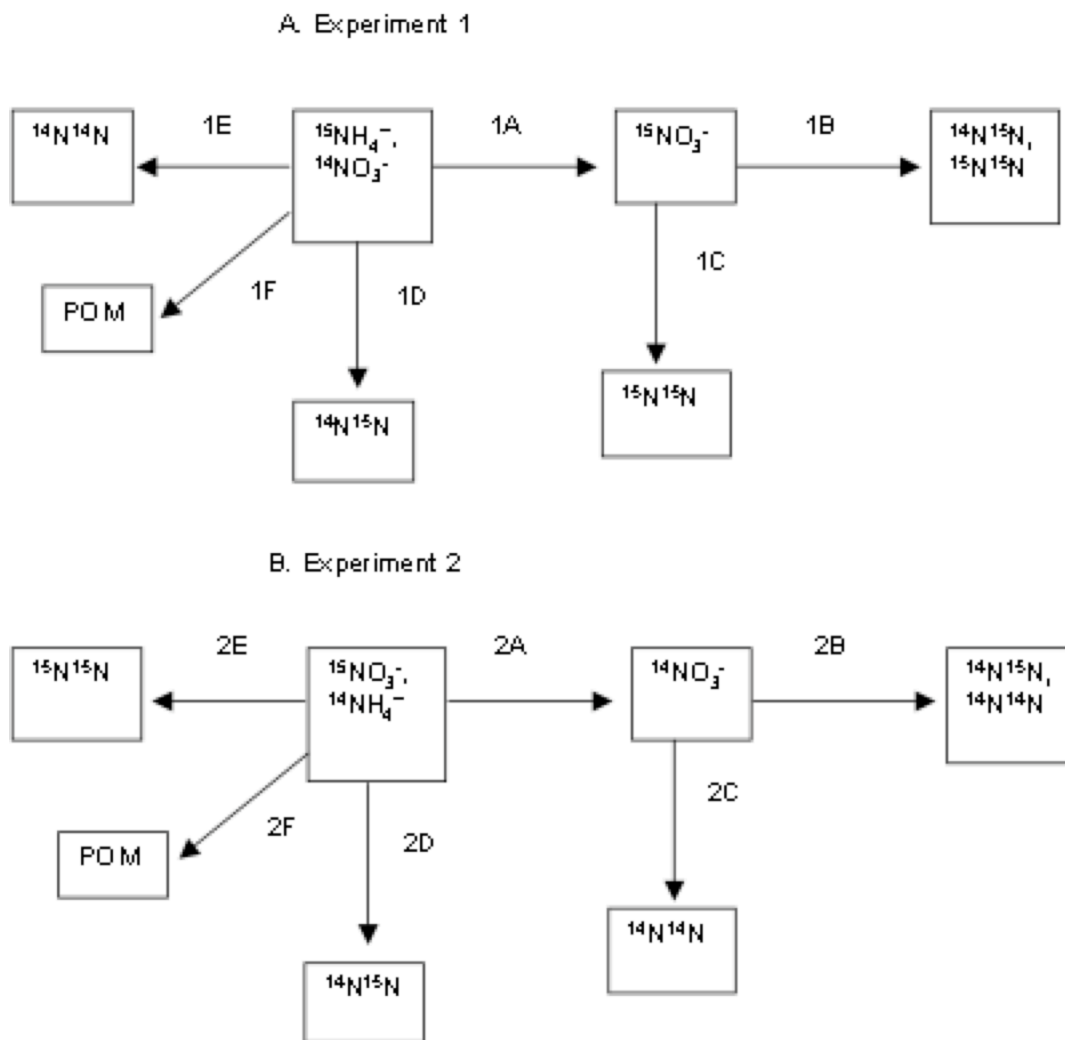 A. Experiment 1
¹⁴N¹⁴N
1E
¹⁵NH₄⁻,
¹⁴NO₃⁻
1A
¹⁵NO₃⁻
1B
¹⁴N¹⁵N,
¹⁵N¹⁵N
1F
1D
1C
POM
¹⁴N¹⁵N
¹⁵N¹⁵N
B. Experiment 2
¹⁵N¹⁵N
2E
¹⁵NO₃⁻,
¹⁴NH₄⁻
2A
¹⁴NO₃⁻
2B
¹⁴N¹⁵N,
¹⁴N¹⁴N
2F
2D
2C
POM
¹⁴N¹⁵N
¹⁴N¹⁴N